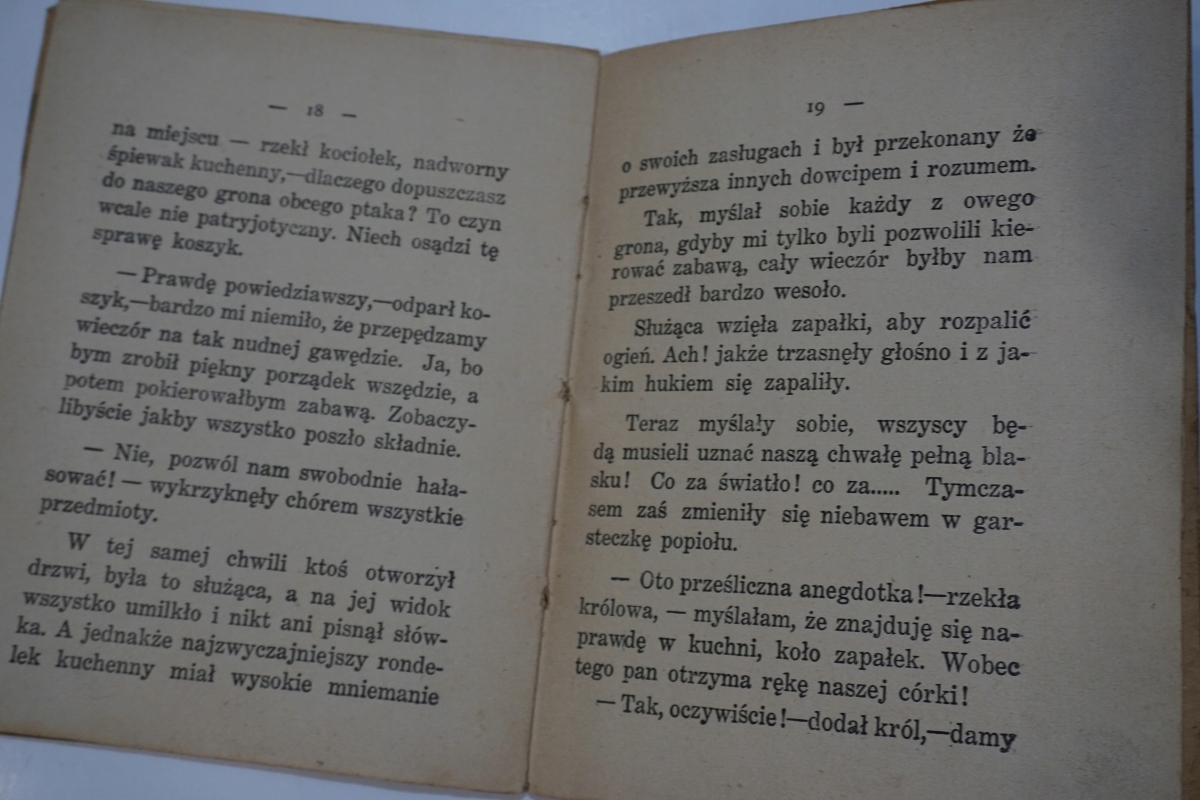 — 18 —
na miejscu — rzekł kociołek, nadworny
śpiewak kuchenny,—dlaczego dopuszczasz
do naszego grona obcego ptaka? To czyn
wcale nie patryjotyczny. Niech osądzi tę
sprawę koszyk.
— Prawdę powiedziawszy,—odparł ko-
szyk,—bardzo mi niemiło, że przepędzamy
wieczór na tak nudnej gawędzie. Ja, bo
bym zrobił piękny porządek wszędzie, a
potem pokierowałbym zabawą. Zobaczy-
libyście jakby wszystko poszło składnie.
— Nie, pozwól nam swobodnie hała-
sować! — wykrzyknęły chórem wszystkie
przedmioty.
W tej samej chwili ktoś otworzył
drzwi, była to służąca, a na jej widok
wszystko umilkło i nikt ani pisnął słów-
ka. A jednakże najzwyczajniejszy ronde-
lek kuchenny miał wysokie mniemanie
19 —
o swoich zasługach i był przekonany że
przewyższa innych dowcipem i rozumem.
Tak, myślał sobie każdy z owego
grona, gdyby mi tylko byli pozwolili kie-
rować zabawą, cały wieczór byłby nam
przeszedł bardzo wesoło.
Służąca wzięła zapałki, aby rozpalić
ogień. Ach! jakże trzasnęły głośno i z ja-
kim hukiem się zapaliły.
Teraz myślały sobie, wszyscy bę-
dą musieli uznać naszą chwałę pełną bla-
sku! Co za światło! co za..... Tymcza-
sem zaś zmieniły się niebawem w gar-
steczkę popiołu.
— Oto prześliczna anegdotka!—rzekła
królowa, — myślałam, że znajduję się na-
prawdę w kuchni, koło zapałek. Wobec
tego pan otrzyma rękę naszej córki!
— Tak, oczywiście!—dodał król,—damy